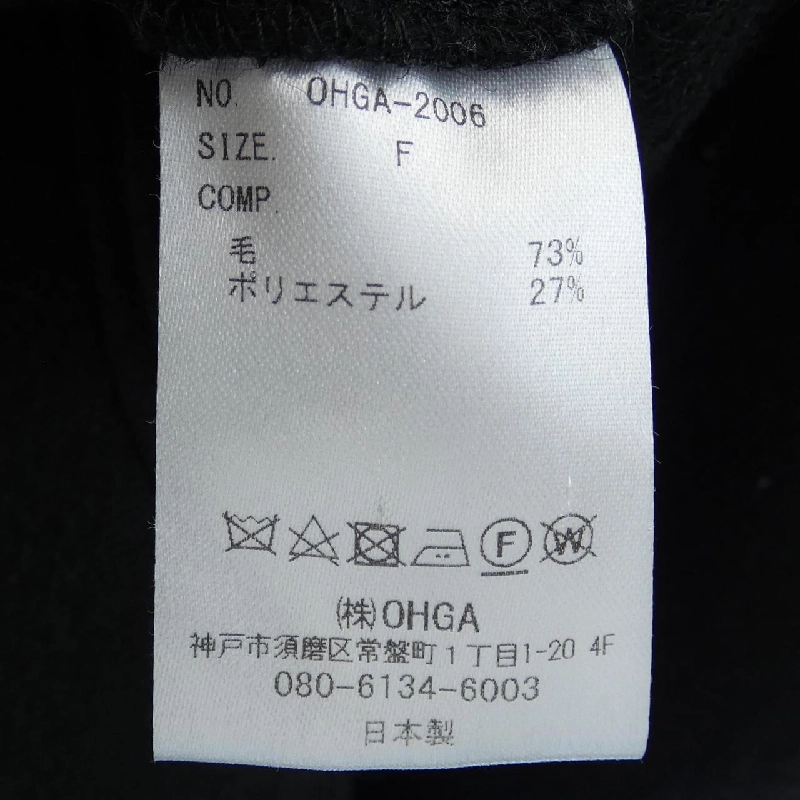 NO. OHGA-2006
SIZE. F
COMP.
毛 73%
ポリエステル 27%
F W
㈱OHGA
神戸市須磨区常盤町1丁目1-20 4F
080-6134-6003
日本製